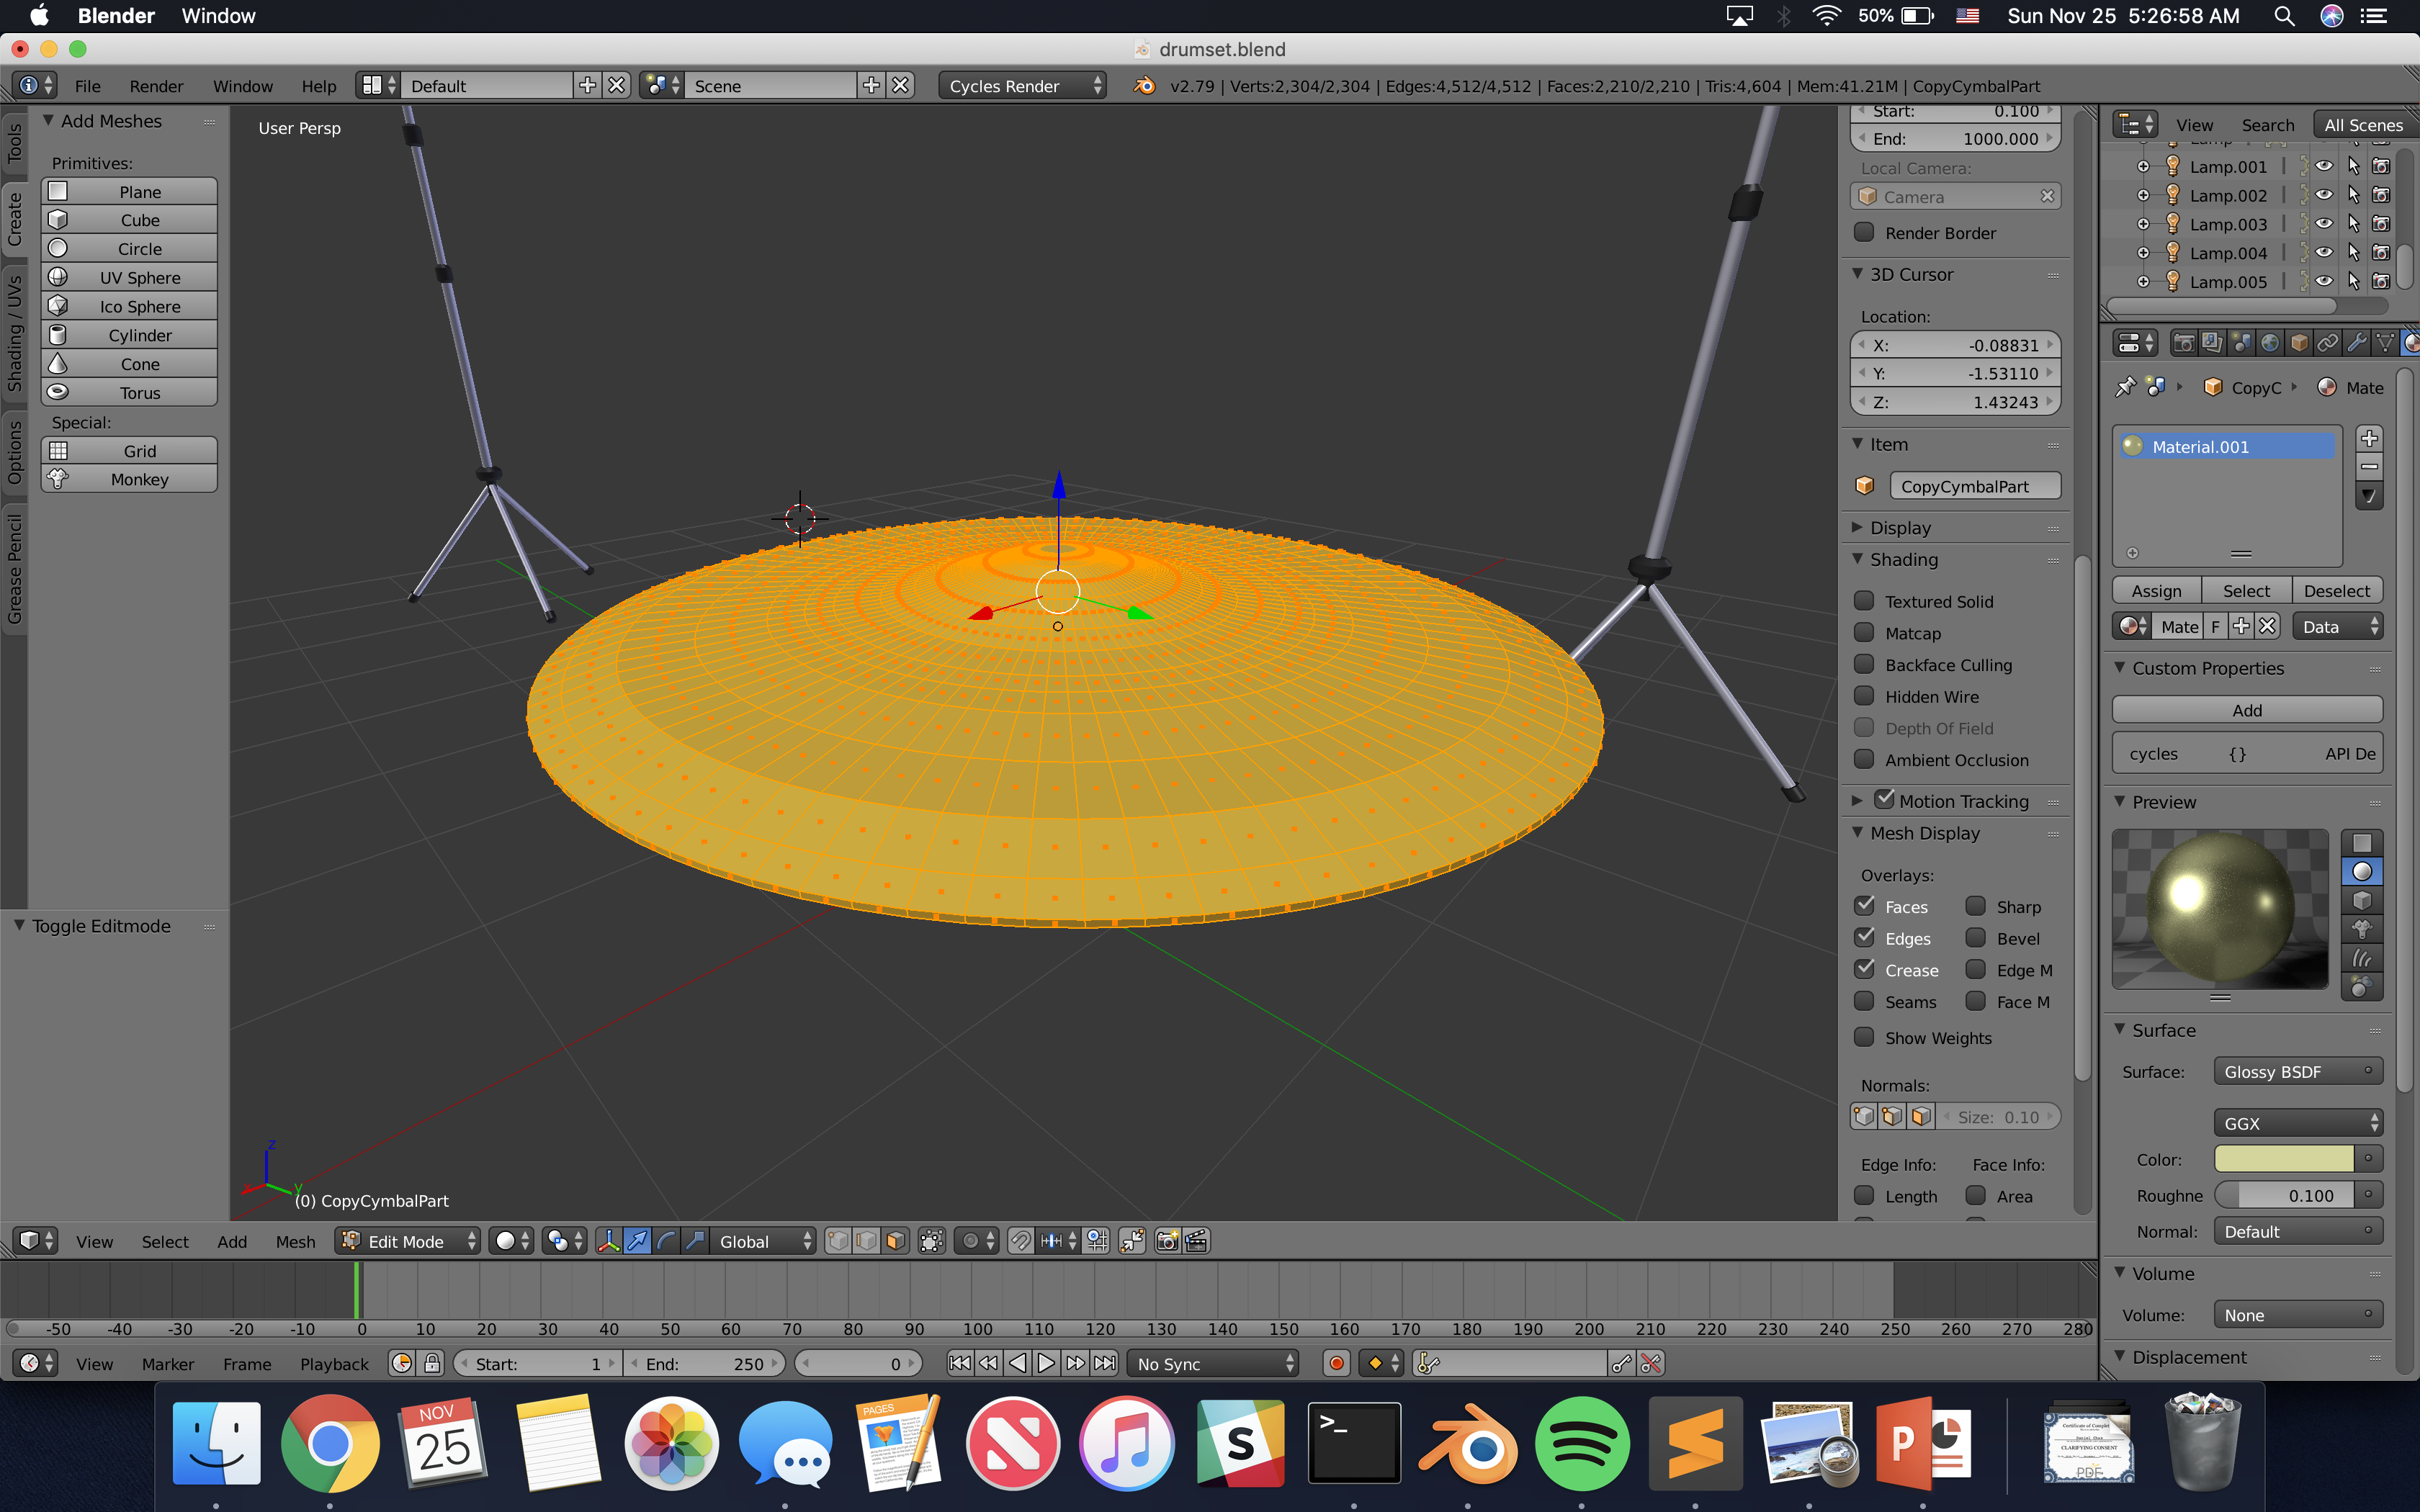 Blender Window 50% Sun Nov 25 5:26:58 AM
drumset.blend
File Render Window Help Default Scene Cycles Render v2.79 | Verts:2,304/2,304 | Edges:4,512/4,512 | Faces:2,210/2,210 | Tris:4,604 | Mem:41.21M | CopyCymbalPart
Tools
Create
Shading / UVs
Options
Grease Pencil
Add Meshes
Primitives:
Plane
Cube
Circle
UV Sphere
Ico Sphere
Cylinder
Cone
Torus
Special:
Grid
Monkey
Toggle Editmode
User Persp
z
x
y
(0) CopyCymbalPart
Start: 0.100
End: 1000.000
Local Camera:
Camera
Render Border
3D Cursor
Location:
X: -0.08831
Y: -1.53110
Z: 1.43243
Item
CopyCymbalPart
Display
Shading
Textured Solid
Matcap
Backface Culling
Hidden Wire
Depth Of Field
Ambient Occlusion
Motion Tracking
Mesh Display
Overlays:
Faces Sharp
Edges Bevel
Crease Edge M
Seams Face M
Show Weights
Normals:
Size: 0.10
Edge Info: Face Info:
Length Area
View Search All Scenes
Lamp
Lamp.001
Lamp.002
Lamp.003
Lamp.004
Lamp.005
CopyC Mate
Material.001
Assign Select Deselect
Mate F Data
Custom Properties
Add
cycles {} API De
Preview
Surface
Surface: Glossy BSDF
GGX
Color:
Roughne 0.100
Normal: Default
Volume
Volume: None
Displacement
View Select Add Mesh Edit Mode Global
-50 -40 -30 -20 -10 0 10 20 30 40 50 60 70 80 90 100 110 120 130 140 150 160 170 180 190 200 210 220 230 240 250 260 270 280
View Marker Frame Playback Start: 1 End: 250 0 No Sync
NOV
25
PAGES
S
>_
P
Certificate of
CLARIFYING CONSENT
PDF